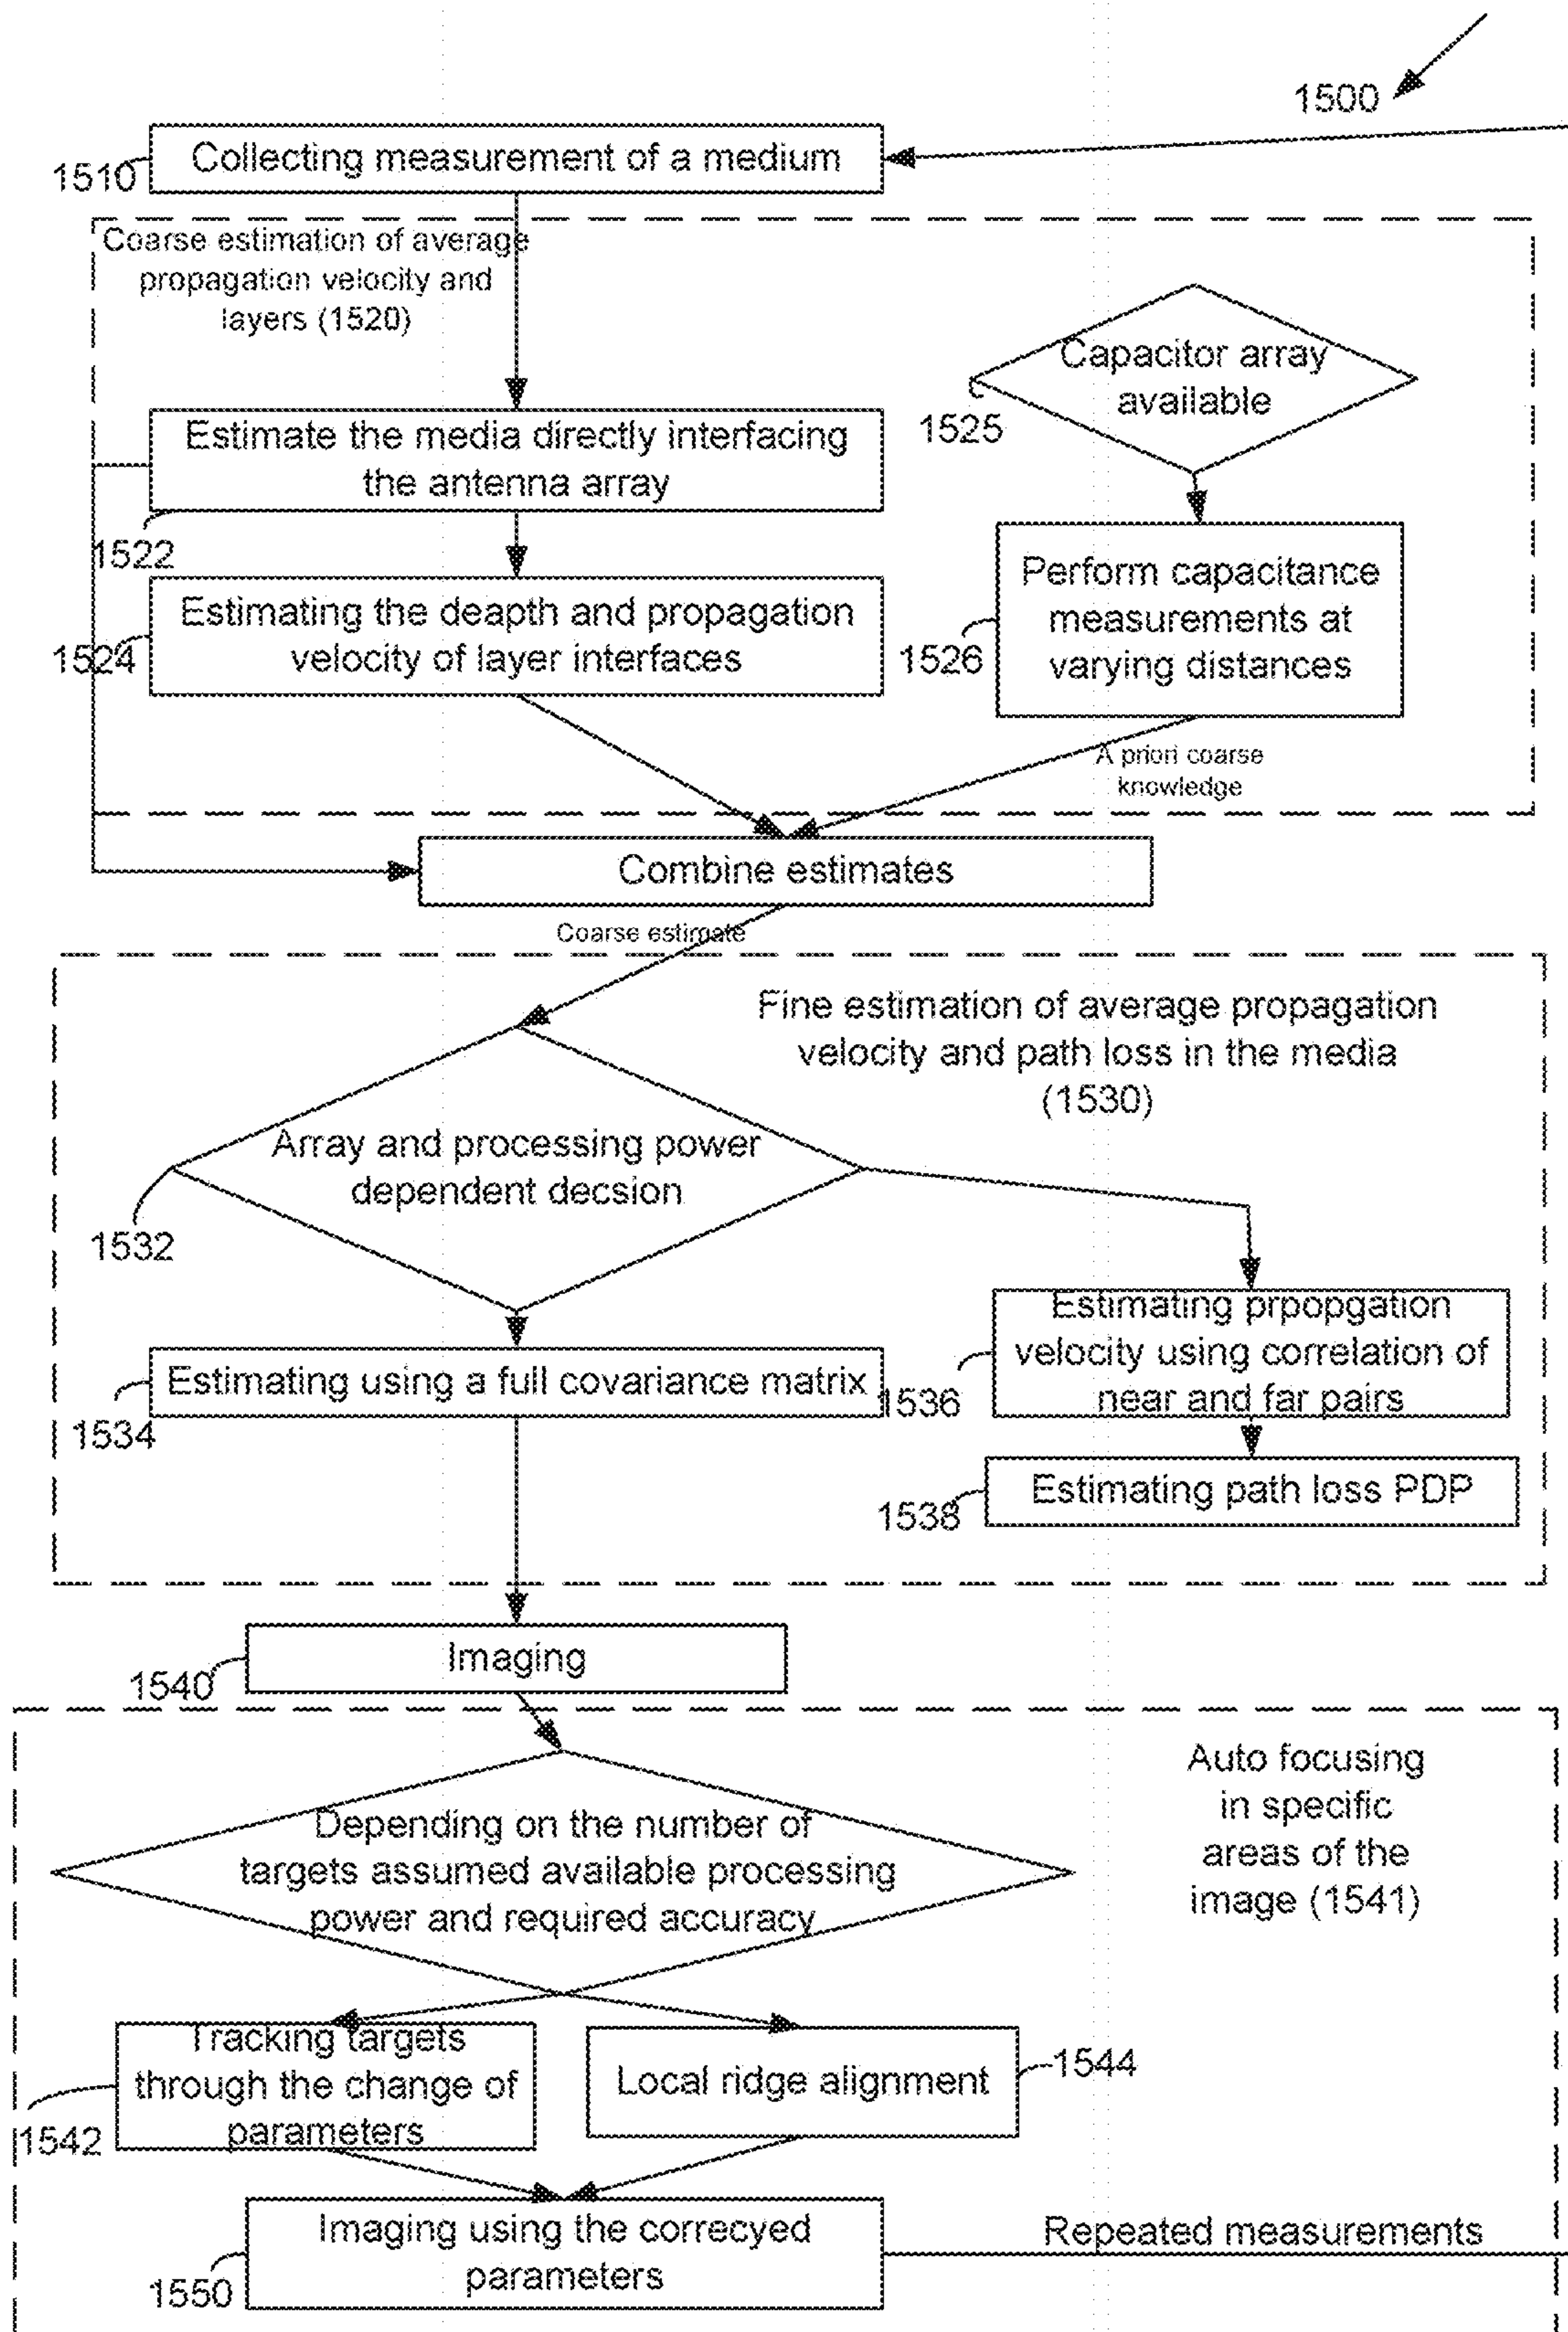 1500
Collecting measurement of a medium
1510
Coarse estimation of average
propagation velocity and
layers (1520)
Capacitor array
available
1525
Estimate the media directly interfacing
the antenna array
1522
Perform capacitance
measurements at
varying distances
1526
Estimating the deapth and propagation
velocity of layer interfaces
1524
A priori coarse
knowledge
Combine estimates
Coarse estimate
Fine estimation of average propagation
velocity and path loss in the media
(1530)
Array and processing power
dependent decsion
1532
Estimating prpopgation
velocity using correlation of
near and far pairs
1536
Estimating using a full covariance matrix
1534
Estimating path loss PDP
1538
Imaging
1540
Auto focusing
in specific
areas of the
image (1541)
Depending on the number of
targets assumed available processing
power and required accuracy
Tracking targets
through the change of
parameters
1542
Local ridge alignment
1544
Imaging using the correcyed
parameters
1550
Repeated measurements